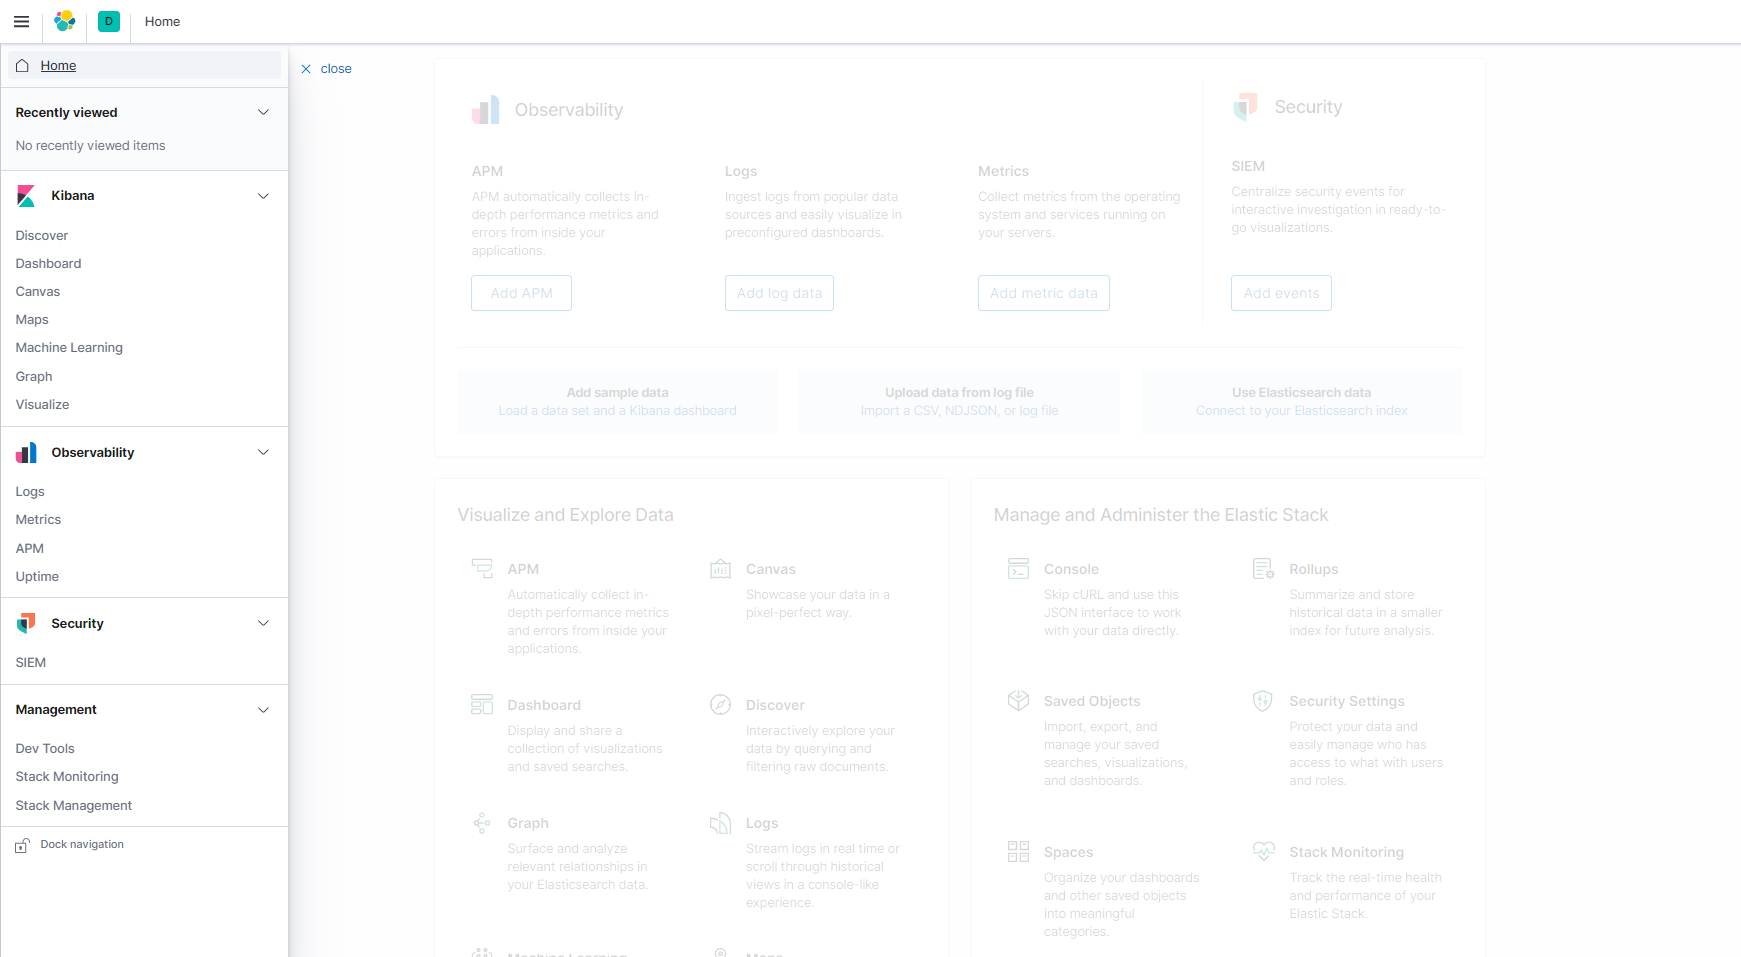 D
Home
Home
close
Recently viewed
No recently viewed items
Kibana
Discover
Dashboard
Canvas
Maps
Machine Learning
Graph
Visualize
Observability
Logs
Metrics
APM
Uptime
Security
SIEM
Management
Dev Tools
Stack Monitoring
Stack Management
Dock navigation
Observability
APM
APM automatically collects in-
depth performance metrics and
errors from inside your
applications.
Add APM
Logs
Ingest logs from popular data
sources and easily visualize in
preconfigured dashboards.
Add log data
Metrics
Collect metrics from the operating
system and services running on
your servers.
Add metric data
Security
SIEM
Centralize security events for
interactive investigation in ready-to-
go visualizations.
Add events
Add sample data
Load a data set and a Kibana dashboard
Upload data from log file
Import a CSV, NDJSON, or log file
Use Elasticsearch data
Connect to your Elasticsearch index
Visualize and Explore Data
APM
Automatically collect in-
depth performance metrics
and errors from inside your
applications.
Canvas
Showcase your data in a
pixel-perfect way.
Dashboard
Display and share a
collection of visualizations
and saved searches.
Discover
Interactively explore your
data by querying and
filtering raw documents.
Graph
Surface and analyze
relevant relationships in
your Elasticsearch data.
Logs
Stream logs in real time or
scroll through historical
views in a console-like
experience.
Machine Learning
Maps
Manage and Administer the Elastic Stack
Console
Skip cURL and use this
JSON interface to work
with your data directly.
Rollups
Summarize and store
historical data in a smaller
index for future analysis.
Saved Objects
Import, export, and
manage your saved
searches, visualizations,
and dashboards.
Security Settings
Protect your data and
easily manage who has
access to what with users
and roles.
Spaces
Organize your dashboards
and other saved objects
into meaningful
categories.
Stack Monitoring
Track the real-time health
and performance of your
Elastic Stack.